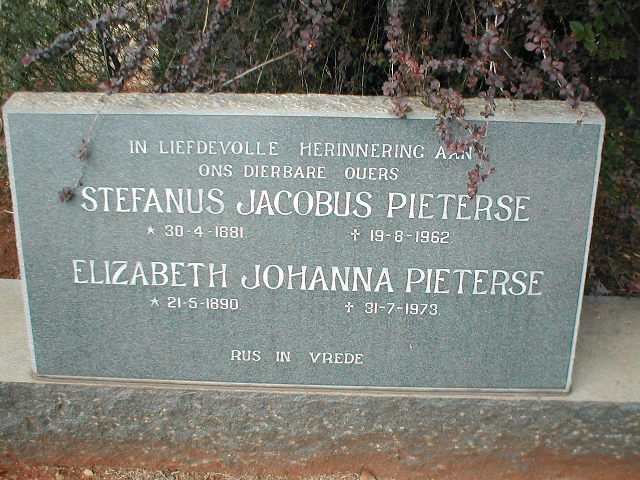 IN LIEFDEVOLLE HERINNERING AAN
ONS DIERBARE OUERS
STEFANUS JACOBUS PIETERSE
★ 30-4-1881. ✝ 19-8-1962
ELIZABETH JOHANNA PIETERSE
★ 21-5-1890. ✝ 31-7-1973.
RUS IN VREDE